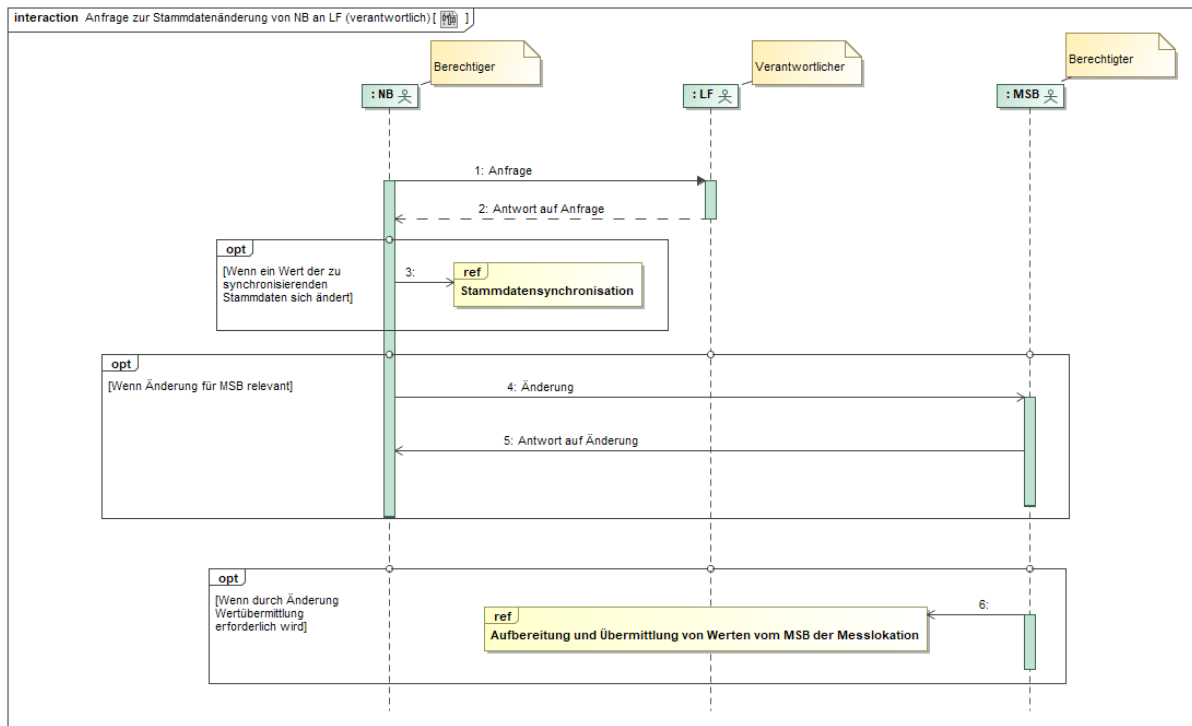 interaction Anfrage zur Stammdatenänderung von NB an LF (verantwortlich) [ ]
Berechtiger
Verantwortlicher
Berechtigter
: NB
: LF
: MSB
1: Anfrage
2: Antwort auf Anfrage
opt
[Wenn ein Wert der zu
synchronisierenden
Stammdaten sich ändert]
3:
ref
Stammdatensynchronisation
opt
[Wenn Änderung für MSB relevant]
4: Änderung
5: Antwort auf Änderung
opt
[Wenn durch Änderung
Wertübermittlung
erforderlich wird]
6:
ref
Aufbereitung und Übermittlung von Werten vom MSB der Messlokation